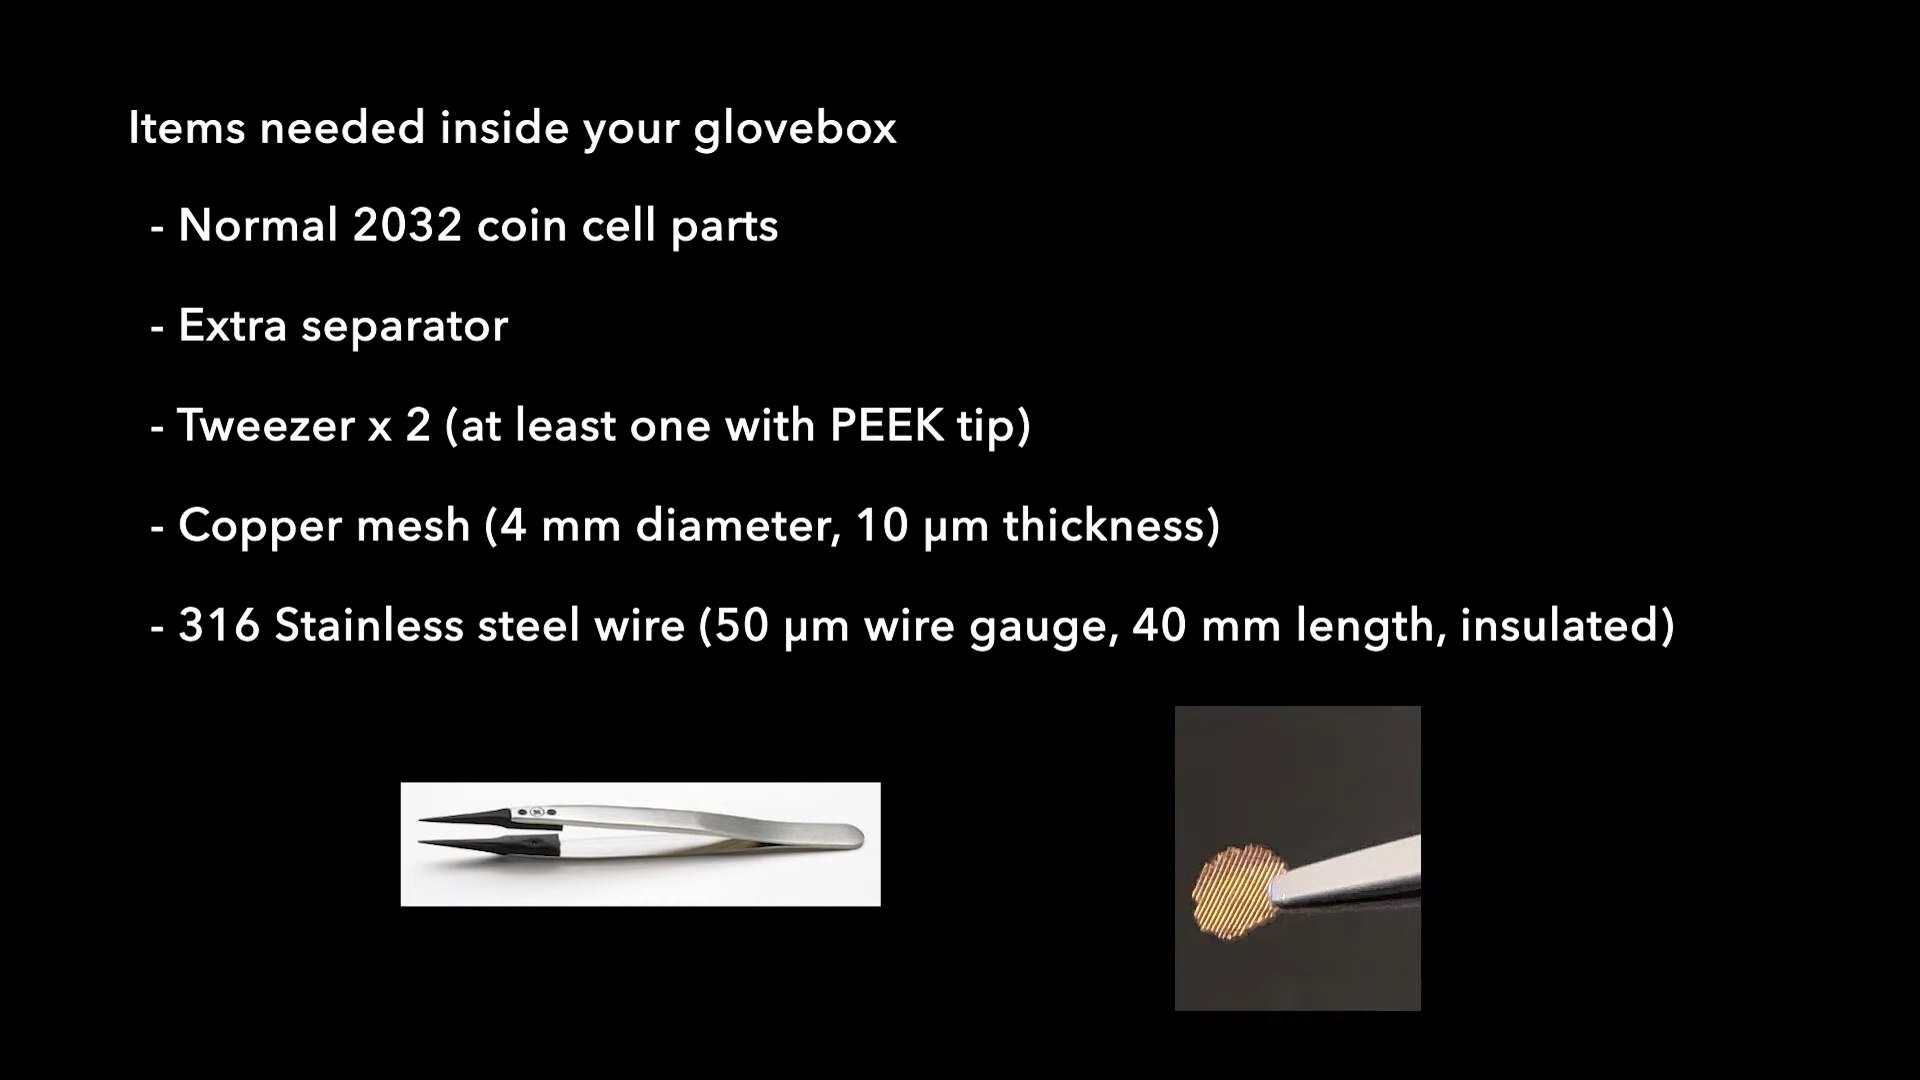 Items needed inside your glovebox
- Normal 2032 coin cell parts
- Extra separator
- Tweezer x 2 (at least one with PEEK tip)
- Copper mesh (4 mm diameter, 10 µm thickness)
- 316 Stainless steel wire (50 µm wire gauge, 40 mm length, insulated)